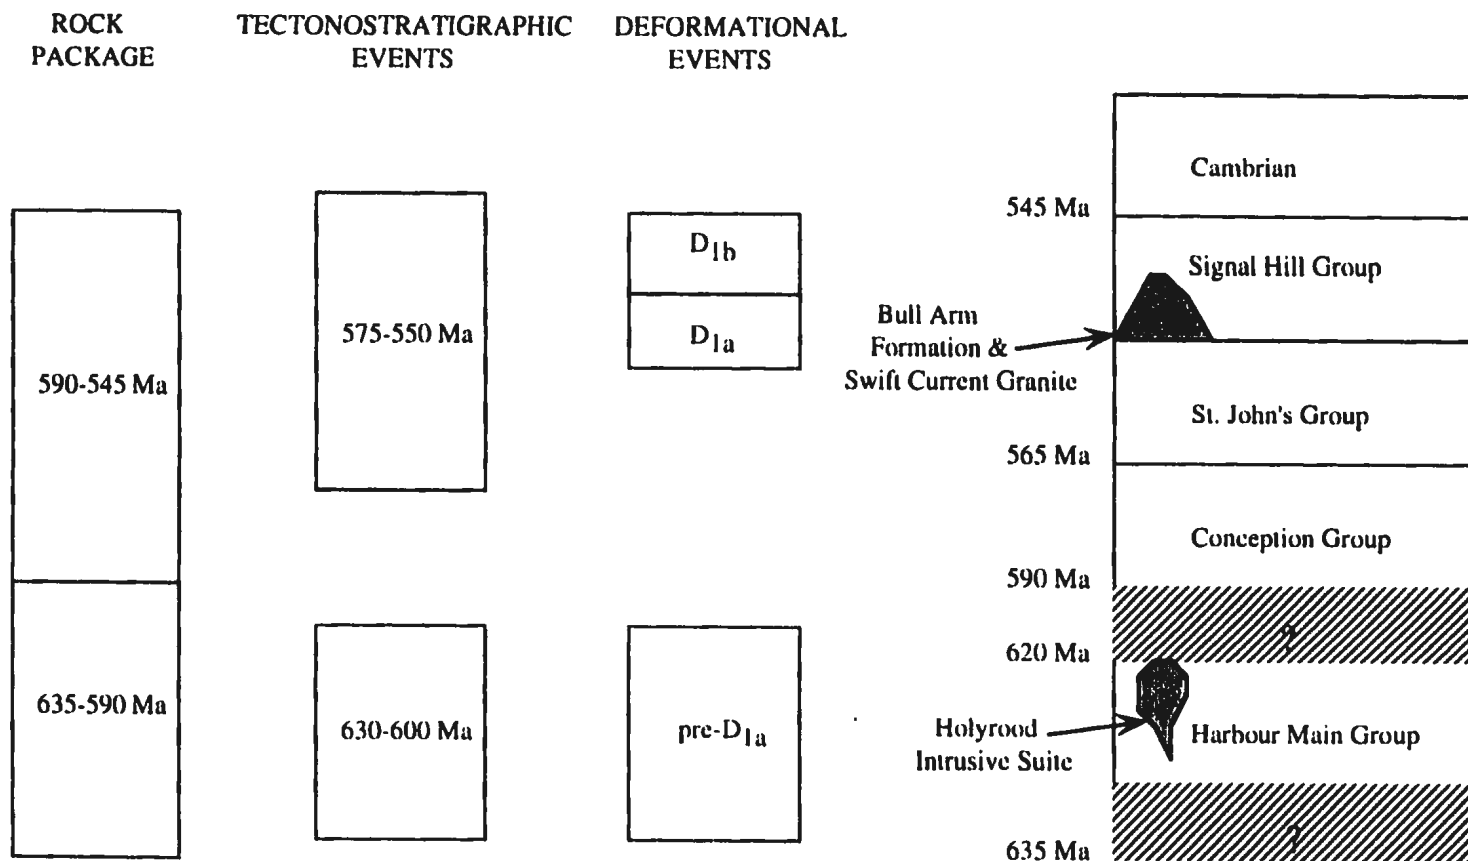 ROCK
PACKAGE
TECTONOSTRATIGRAPHIC
EVENTS
DEFORMATIONAL
EVENTS
590-545 Ma
635-590 Ma
575-550 Ma
630-600 Ma
D1b
D1a
pre-D1a
545 Ma
565 Ma
590 Ma
620 Ma
635 Ma
Bull Arm
Formation &
Swift Current Granite
Holyrood
Intrusive Suite
Cambrian
Signal Hill Group
St. John's Group
Conception Group
?
Harbour Main Group
?